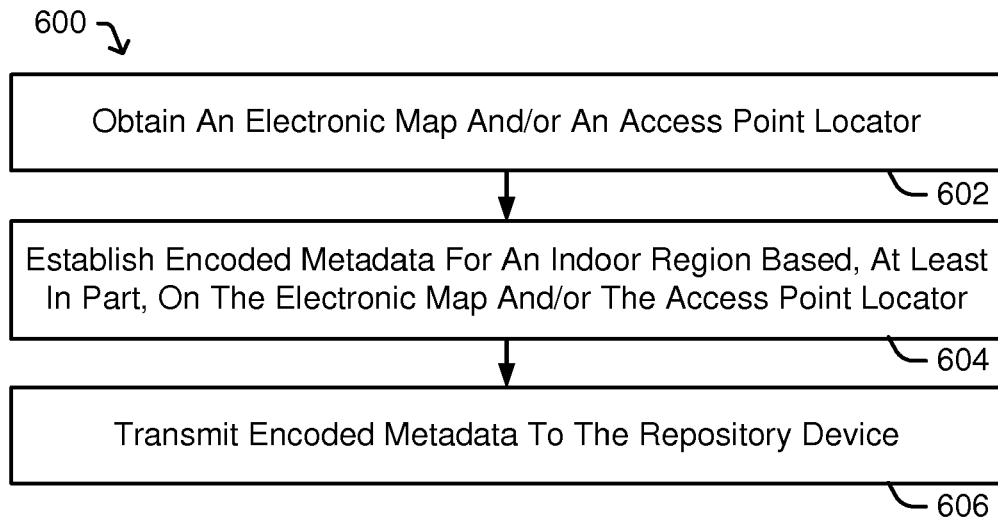 600
Obtain An Electronic Map And/or An Access Point Locator
602
Establish Encoded Metadata For An Indoor Region Based, At Least
In Part, On The Electronic Map And/or The Access Point Locator
604
Transmit Encoded Metadata To The Repository Device
606